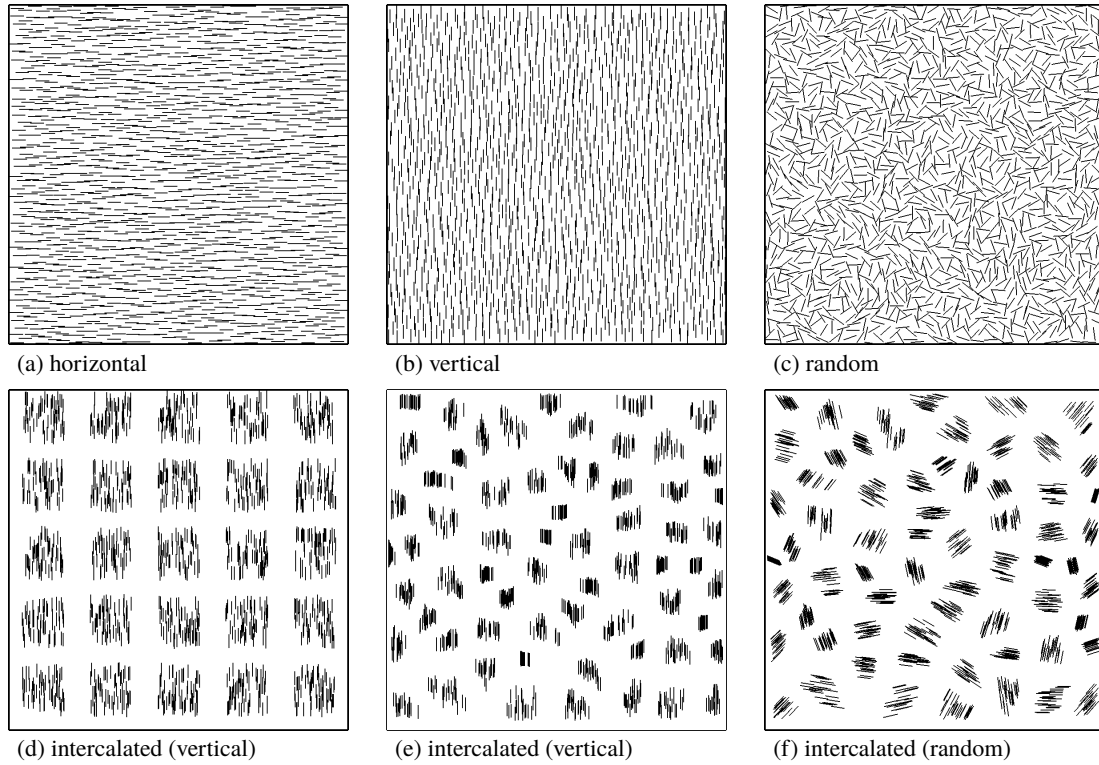 (a) horizontal
(b) vertical
(c) random
(d) intercalated (vertical)
(e) intercalated (vertical)
(f) intercalated (random)